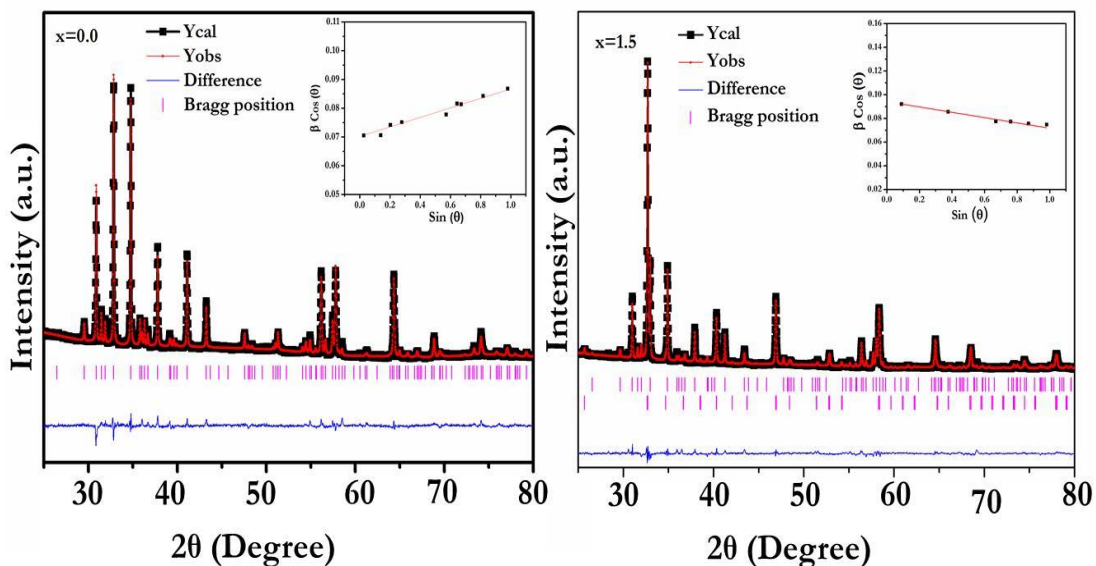 x=0.0
Ycal
Yobs
Difference
Bragg position
β Cos (θ)
0.11
0.10
0.09
0.08
0.07
0.06
0.05
0.0 0.2 0.4 0.6 0.8 1.0
Sin (θ)
Intensity (a.u.)
30 40 50 60 70 80
2θ (Degree)
x=1.5
Ycal
Yobs
Difference
Bragg position
β Cos (θ)
0.16
0.14
0.12
0.10
0.08
0.06
0.04
0.02
0.0 0.2 0.4 0.6 0.8 1.0
Sin (θ)
Intensity (a.u.)
30 40 50 60 70 80
2θ (Degree)